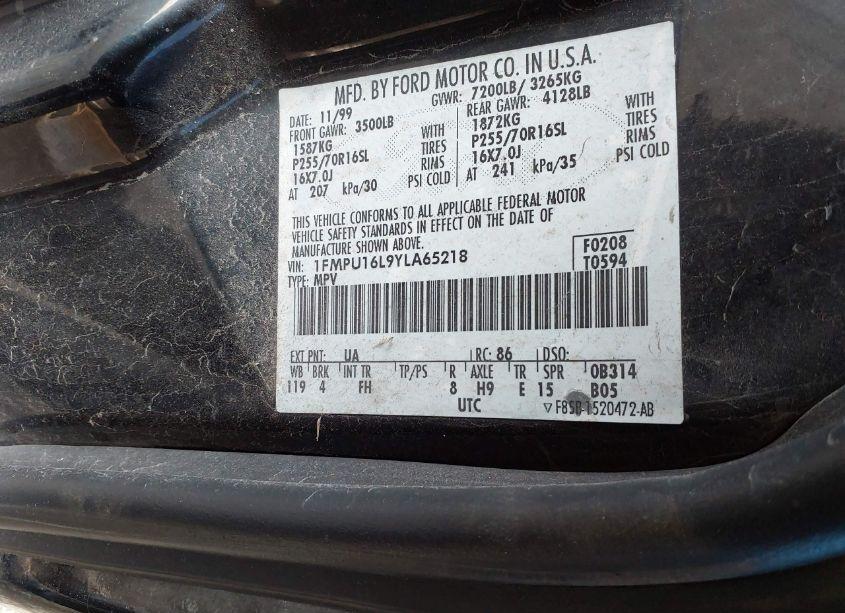 MFD. BY FORD MOTOR CO. IN U.S.A.
DATE: 11/99 GVWR: 7200LB/ 3265KG
FRONT GAWR: 3500LB REAR GAWR: 4128LB
1587KG WITH 1872KG WITH
P255/70R16SL TIRES P255/70R16SL TIRES
16X7.0J RIMS 16X7.0J RIMS
AT 207 kPa/30 PSI COLD AT 241 kPa/35 PSI COLD
THIS VEHICLE CONFORMS TO ALL APPLICABLE FEDERAL MOTOR
VEHICLE SAFETY STANDARDS IN EFFECT ON THE DATE OF
MANUFACTURE SHOWN ABOVE.
VIN: 1FMPU16L9YLA65218 F0208
TYPE: MPV T0594
EXT PNT: UA RC: 86 DSO:
WB BRK INT TR TP/PS R AXLE TR SPR 0B314
119 4 FH 8 H9 E 15 B05
UTC ▽F8SB-1520472-AB